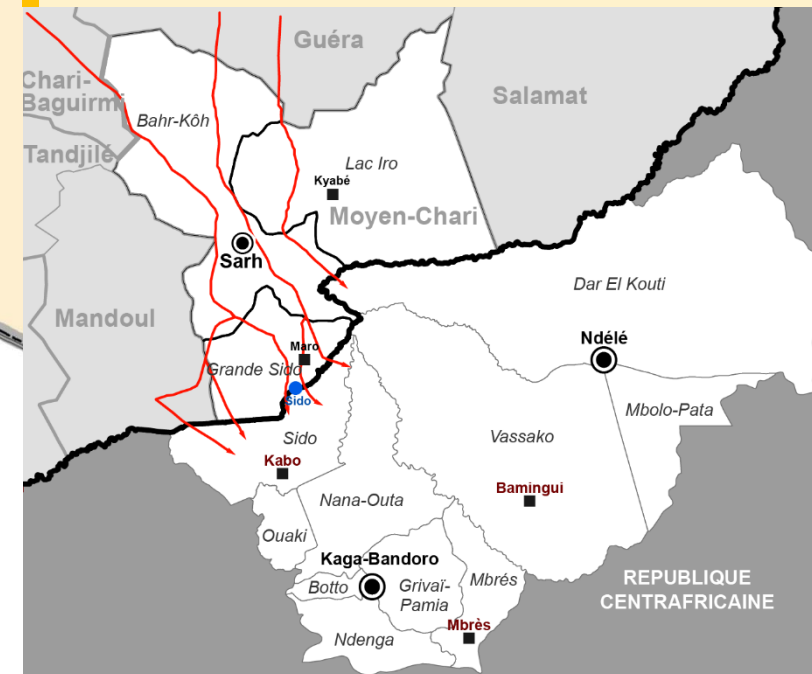 Guéra
Chari-
Baguirmi
Salamat
Bahr-Kôh
Tandjilé
Lac Iro
Kyabé
Moyen-Chari
Sarh
Dar El Kouti
Mandoul
Ndélé
Maro
Grande Sido
Sido
Mbolo-Pata
Sido
Vassako
Kabo
Bamingui
Nana-Outa
Ouaki
Kaga-Bandoro
Botto
Grivaï-
Pamia
Mbrés
REPUBLIQUE
CENTRAFRICAINE
Mbrès
Ndenga